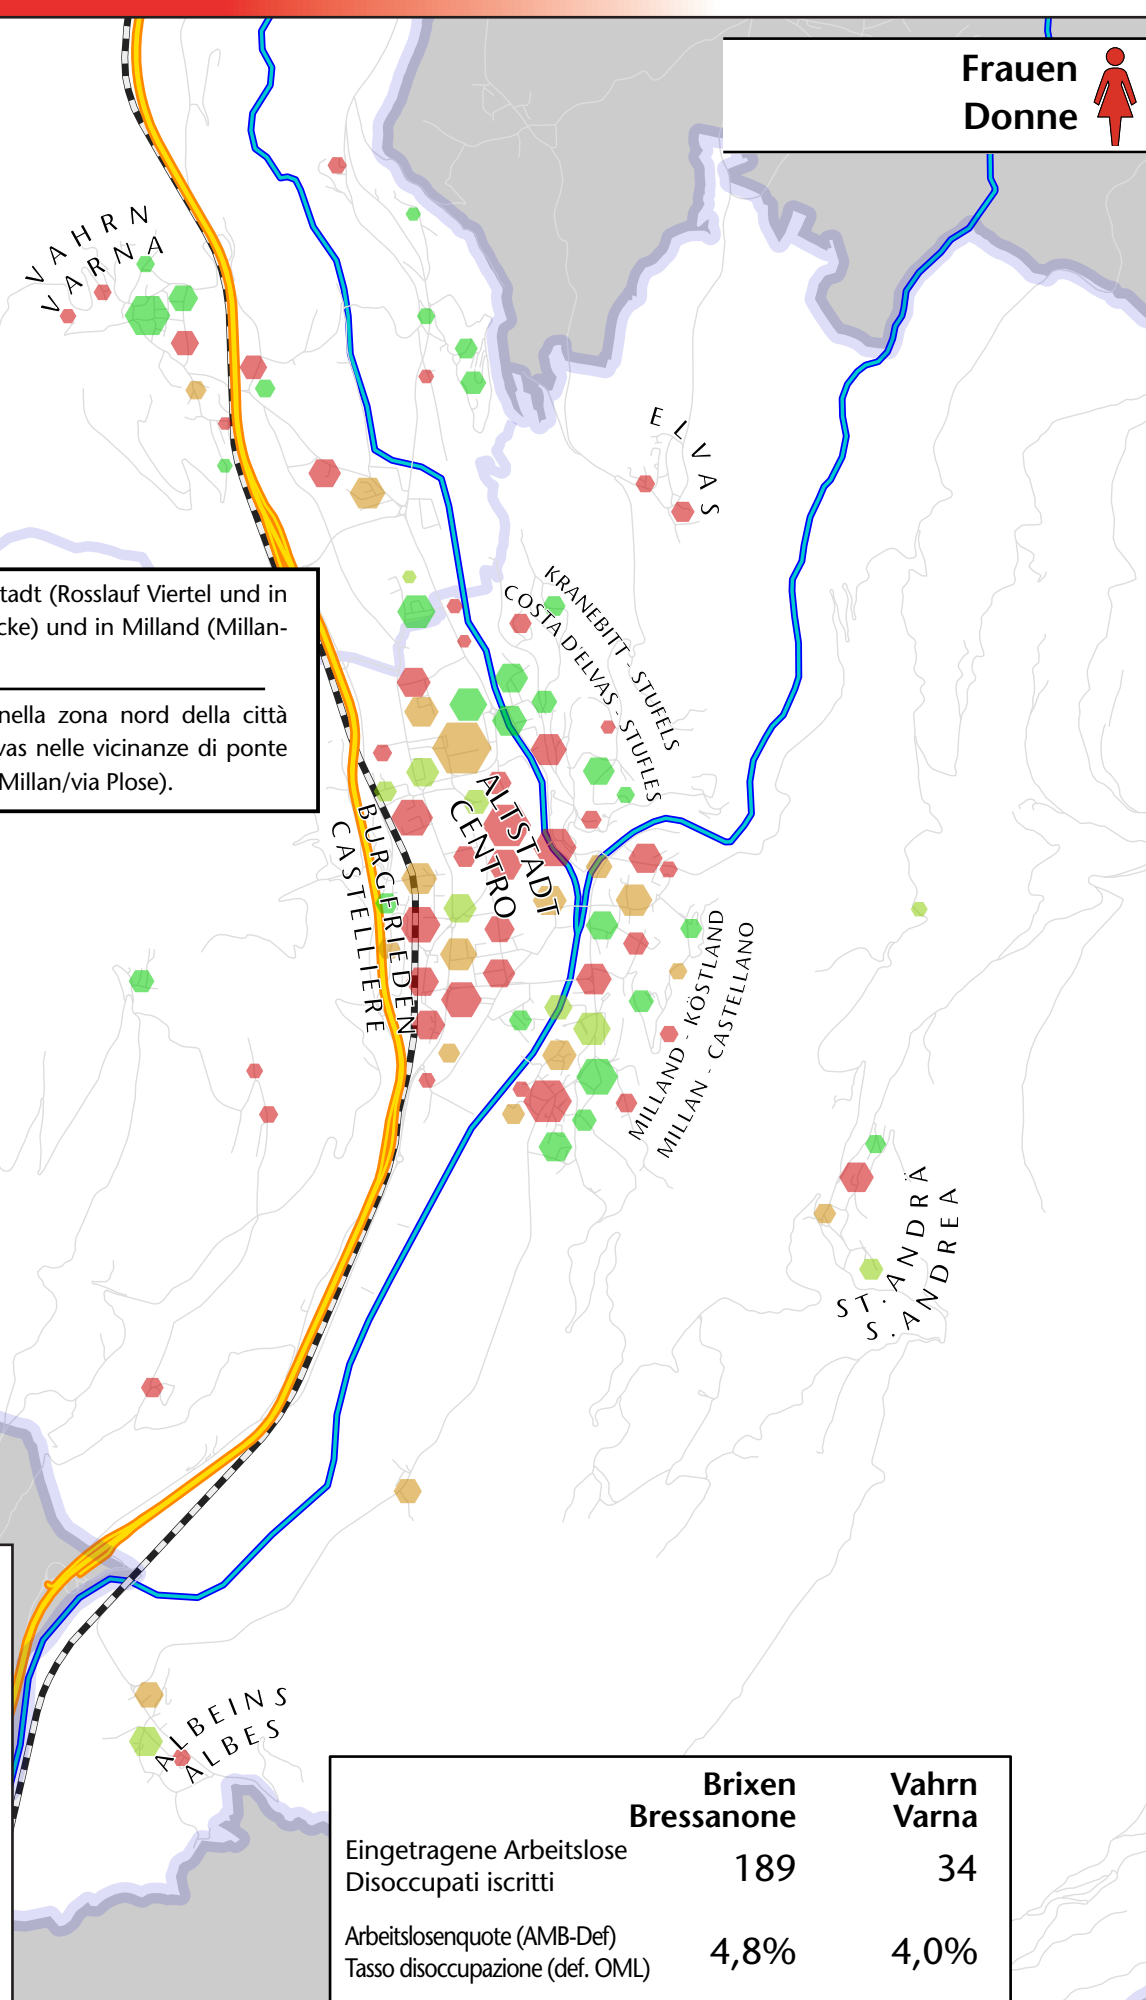 Frauen
Donne
VAHRN
VARNA
ELVAS
KRANEBITT - STUFELS
COSTA D'ELVAS - STUFLES
tadt (Rosslauf Viertel und in
cke) und in Milland (Millan-
nella zona nord della città
vas nelle vicinanze di ponte
Millan/via Plose).
ALTSTADT
CENTRO
BURGFRIEDEN
CASTELLIERE
MILLAND - KÖSTLAND
MILLAN - CASTELLANO
ST. ANDRÄ
S. ANDREA
ALBEINS
ALBES
Brixen Vahrn
Bressanone Varna
Eingetragene Arbeitslose
Disoccupati iscritti 189 34
Arbeitslosenquote (AMB-Def)
Tasso disoccupazione (def. OML) 4,8% 4,0%